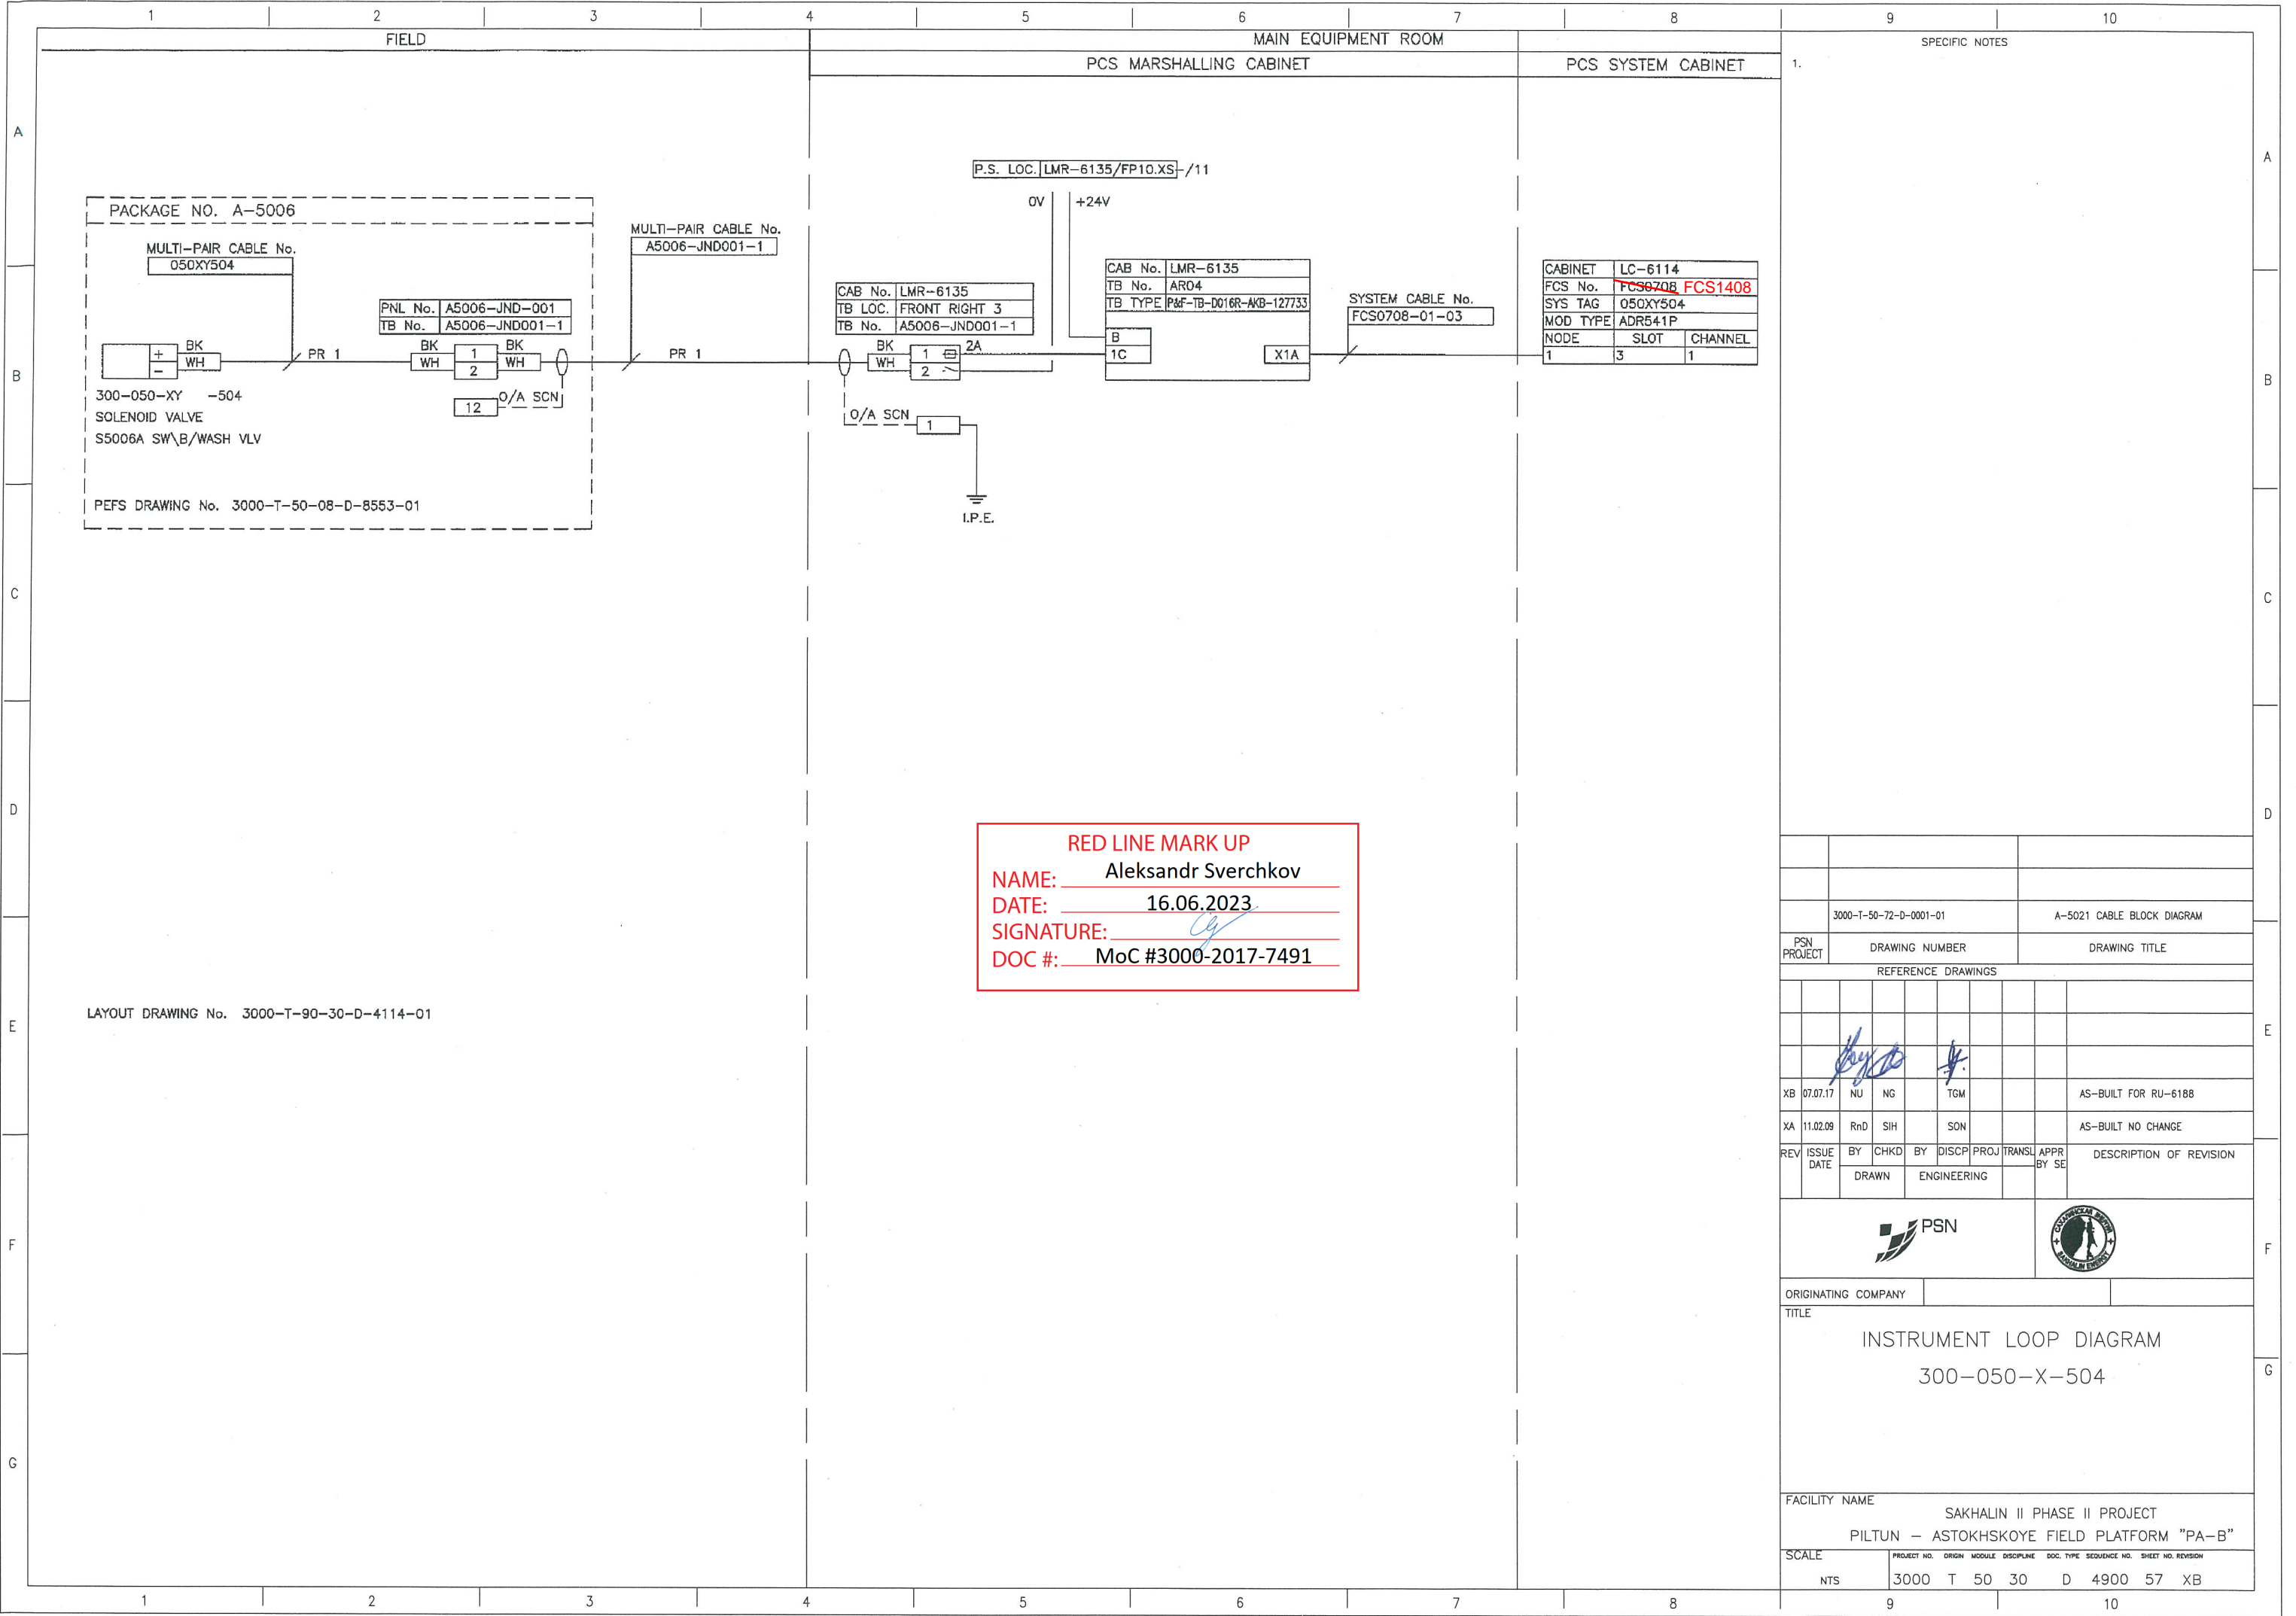 1 2 3 4 5 6 7 8 9 10
FIELD
MAIN EQUIPMENT ROOM
PCS MARSHALLING CABINET
PCS SYSTEM CABINET
SPECIFIC NOTES
1.
A
A
P.S. LOC. LMR-6135/FP10.XS-/11
0V
+24V
PACKAGE NO. A-5006
MULTI-PAIR CABLE No.
050XY504
MULTI-PAIR CABLE No.
A5006-JND001-1
PNL No. A5006-JND-001
TB No. A5006-JND001-1
CAB No. LMR-6135
TB LOC. FRONT RIGHT 3
TB No. A5006-JND001-1
CAB No. LMR-6135
TB No. AR04
TB TYPE P&F-TB-D016R-AKB-127733
SYSTEM CABLE No.
FCS0708-01-03
CABINET LC-6114
FCS No. FCS0708 FCS1408
SYS TAG 050XY504
MOD TYPE ADR541P
NODE SLOT CHANNEL
1 3 1
+ BK
- WH
PR 1
BK 1 BK
WH 2 WH
12 O/A SCN
PR 1
BK 1 2A
WH 2
O/A SCN 1
I.P.E.
B
1C
X1A
B
B
300-050-XY -504
SOLENOID VALVE
S5006A SW\B/WASH VLV
PEFS DRAWING No. 3000-T-50-08-D-8553-01
C
C
D
D
RED LINE MARK UP
NAME: Aleksandr Sverchkov
DATE: 16.06.2023
SIGNATURE:
DOC #: MoC #3000-2017-7491
LAYOUT DRAWING No. 3000-T-90-30-D-4114-01
3000-T-50-72-D-0001-01 A-5021 CABLE BLOCK DIAGRAM
PSN PROJECT DRAWING NUMBER DRAWING TITLE
REFERENCE DRAWINGS
E
E
XB 07.07.17 NU NG TGM AS-BUILT FOR RU-6188
XA 11.02.09 RnD SIH SON AS-BUILT NO CHANGE
REV ISSUE DATE BY CHKD BY DISCP PROJ TRANSL APPR BY SE DESCRIPTION OF REVISION
DRAWN ENGINEERING
PSN
САХАЛИНСКАЯ ЭНЕРГИЯ
SAKHALIN ENERGY
F
F
ORIGINATING COMPANY
TITLE
INSTRUMENT LOOP DIAGRAM
300-050-X-504
G
G
FACILITY NAME
SAKHALIN II PHASE II PROJECT
PILTUN - ASTOKHSKOYE FIELD PLATFORM "PA-B"
SCALE
NTS
PROJECT NO. ORIGIN MODULE DISCIPLINE DOC. TYPE SEQUENCE NO. SHEET NO. REVISION
3000 T 50 30 D 4900 57 XB
1 2 3 4 5 6 7 8 9 10